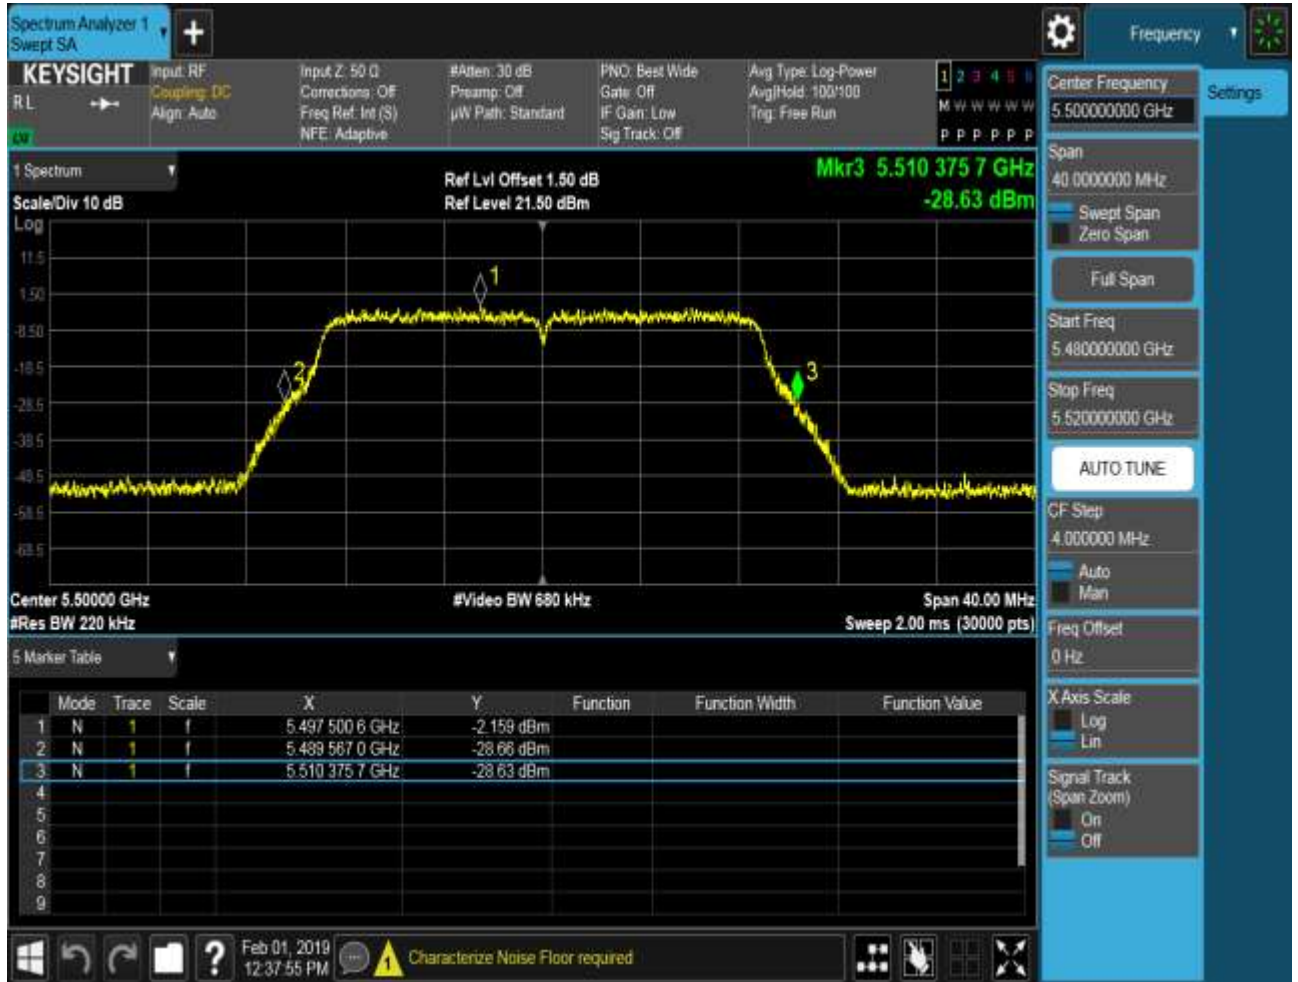 Spectrum Analyzer 1
Swept SA
+
Frequency
KEYSIGHT
RL
Input: RF
Coupling: DC
Align: Auto
Input Z: 50 Ω
Corrections: Off
Freq Ref: Int (S)
NFE: Adaptive
#Atten: 30 dB
Preamp: Off
µW Path: Standard
PNO: Best Wide
Gate: Off
IF Gain: Low
Sig Track: Off
Avg Type: Log-Power
Avg|Hold: 100/100
Trig: Free Run
1 2 3 4 5 6
M W W W W W
P P P P P P
1 Spectrum
Scale/Div 10 dB
Ref Lvl Offset 1.50 dB
Ref Level 21.50 dBm
Mkr3 5.510 375 7 GHz
-28.63 dBm
Log
11.5
1.50
-8.50
-18.5
-28.5
-38.5
-48.5
-58.5
-68.5
1
2
3
Center 5.50000 GHz
#Res BW 220 kHz
#Video BW 680 kHz
Span 40.00 MHz
Sweep 2.00 ms (30000 pts)
5 Marker Table
Mode Trace Scale X Y Function Function Width Function Value
1 N 1 f 5.497 500 6 GHz -2.159 dBm
2 N 1 f 5.489 567 0 GHz -28.66 dBm
3 N 1 f 5.510 375 7 GHz -28.63 dBm
4
5
6
7
8
9
Feb 01, 2019
12:37:55 PM
1
Characterize Noise Floor required
Center Frequency
5.500000000 GHz
Settings
Span
40.0000000 MHz
Swept Span
Zero Span
Full Span
Start Freq
5.480000000 GHz
Stop Freq
5.520000000 GHz
AUTO TUNE
CF Step
4.000000 MHz
Auto
Man
Freq Offset
0 Hz
X Axis Scale
Log
Lin
Signal Track
(Span Zoom)
On
Off